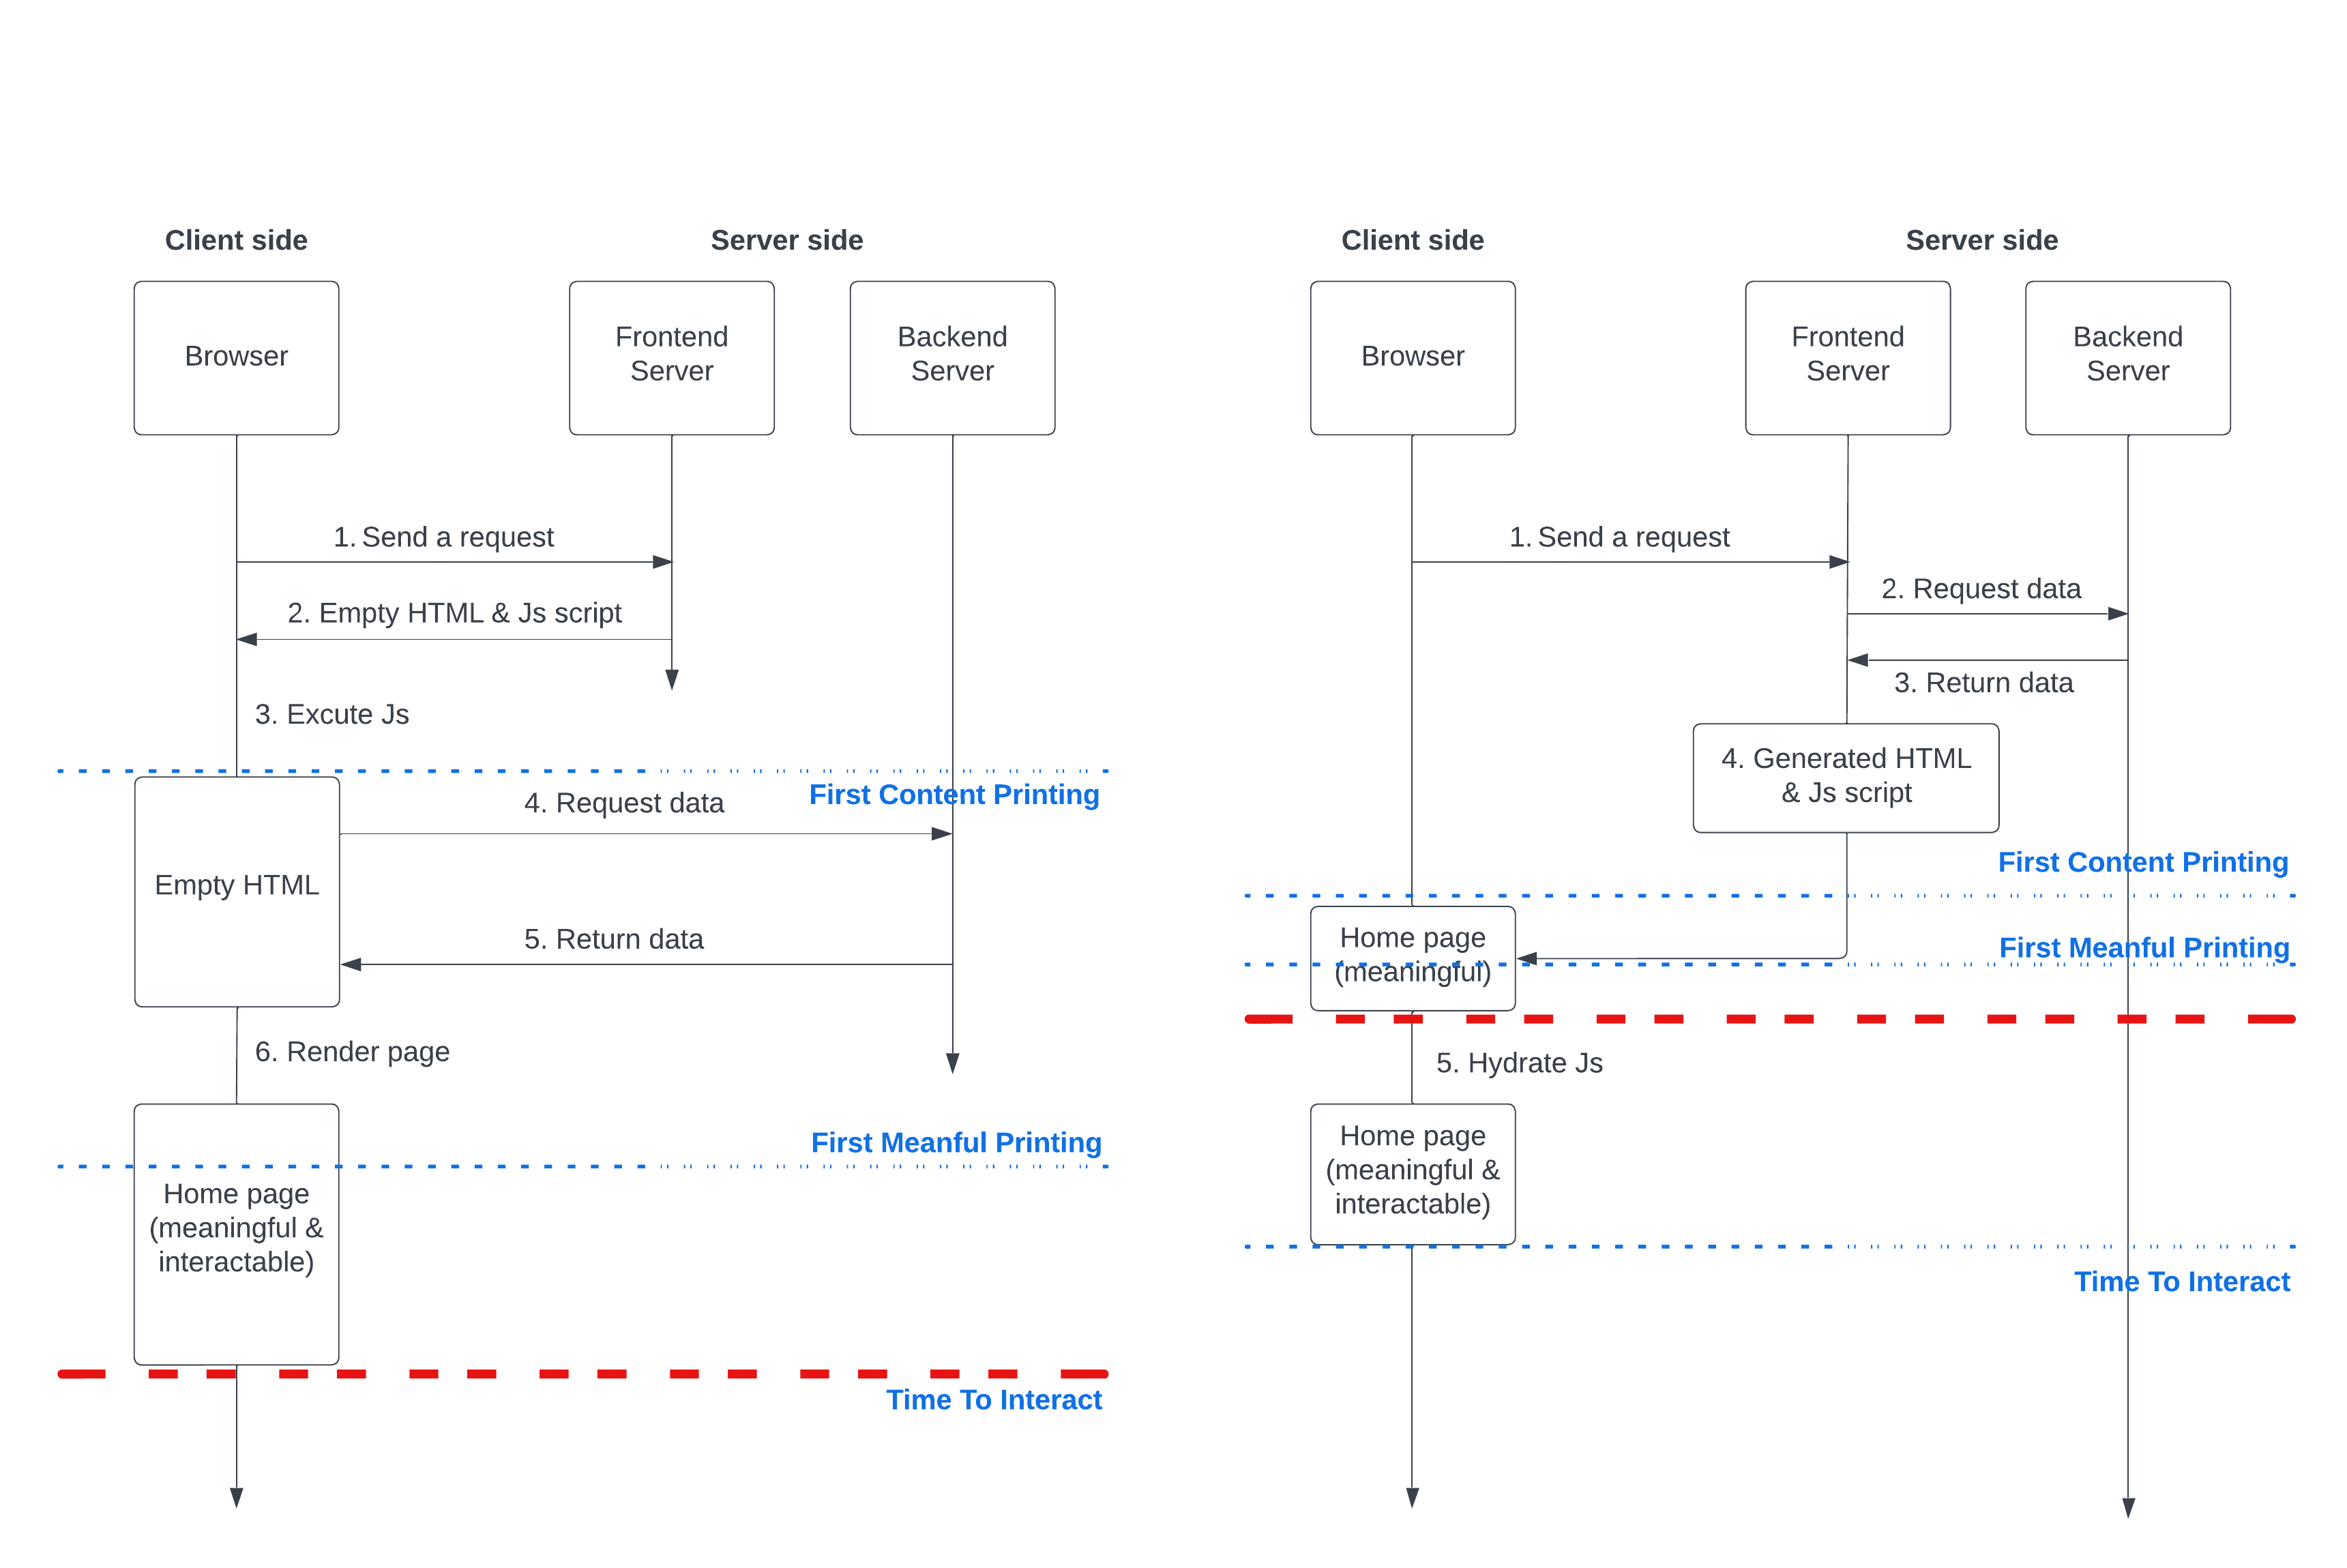 Client side
Server side
Browser
Frontend
Server
Backend
Server
1. Send a request
2. Empty HTML & Js script
3. Excute Js
First Content Printing
4. Request data
Empty HTML
5. Return data
6. Render page
First Meanful Printing
Home page
(meaningful &
interactable)
Time To Interact
Client side
Server side
Browser
Frontend
Server
Backend
Server
1. Send a request
2. Request data
3. Return data
4. Generated HTML
& Js script
First Content Printing
Home page
(meaningful)
First Meanful Printing
5. Hydrate Js
Home page
(meaningful &
interactable)
Time To Interact